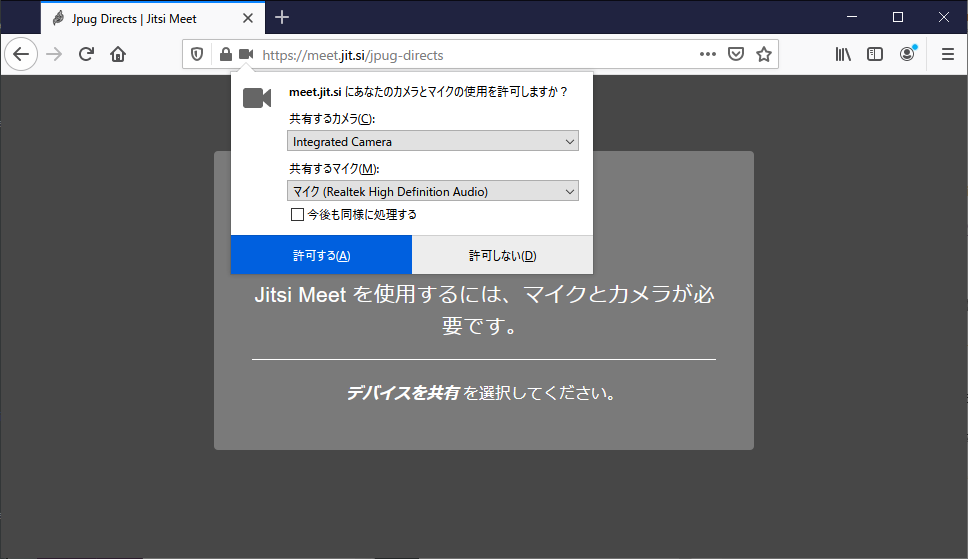 Jpug Directs | Jitsi Meet
https://meet.jit.si/jpug-directs
meet.jit.si にあなたのカメラとマイクの使用を許可しますか？
共有するカメラ(C):
Integrated Camera
共有するマイク(M):
マイク (Realtek High Definition Audio)
今後も同様に処理する
許可する(A)
許可しない(D)
Jitsi Meet を使用するには、マイクとカメラが必
要です。
デバイスを共有 を選択してください。